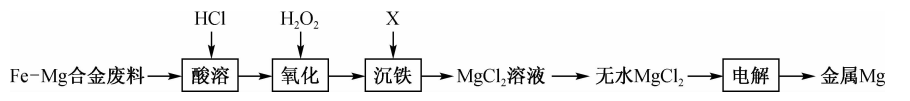 HCl H₂O₂ X
Fe-Mg合金废料 酸溶 氧化 沉铁 MgCl₂溶液 无水MgCl₂ 电解 金属Mg